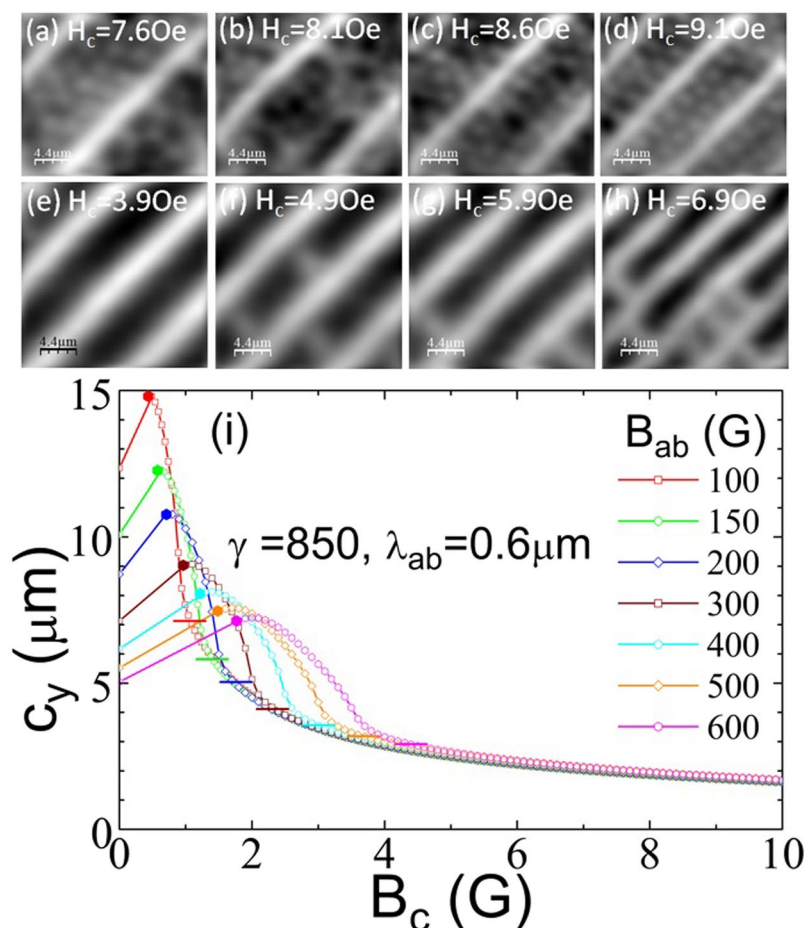 (a) Hc=7.6Oe
(b) Hc=8.1Oe
(c) Hc=8.6Oe
(d) Hc=9.1Oe
4.4μm
4.4μm
4.4μm
4.4μm
(e) Hc=3.9Oe
(f) Hc=4.9Oe
(g) Hc=5.9Oe
(h) Hc=6.9Oe
4.4μm
4.4μm
4.4μm
4.4μm
(i)
Bab (G)
100
150
200
300
400
500
600
γ =850, λab=0.6μm
cy (μm)
15
10
5
0
0 2 4 6 8 10
Bc (G)